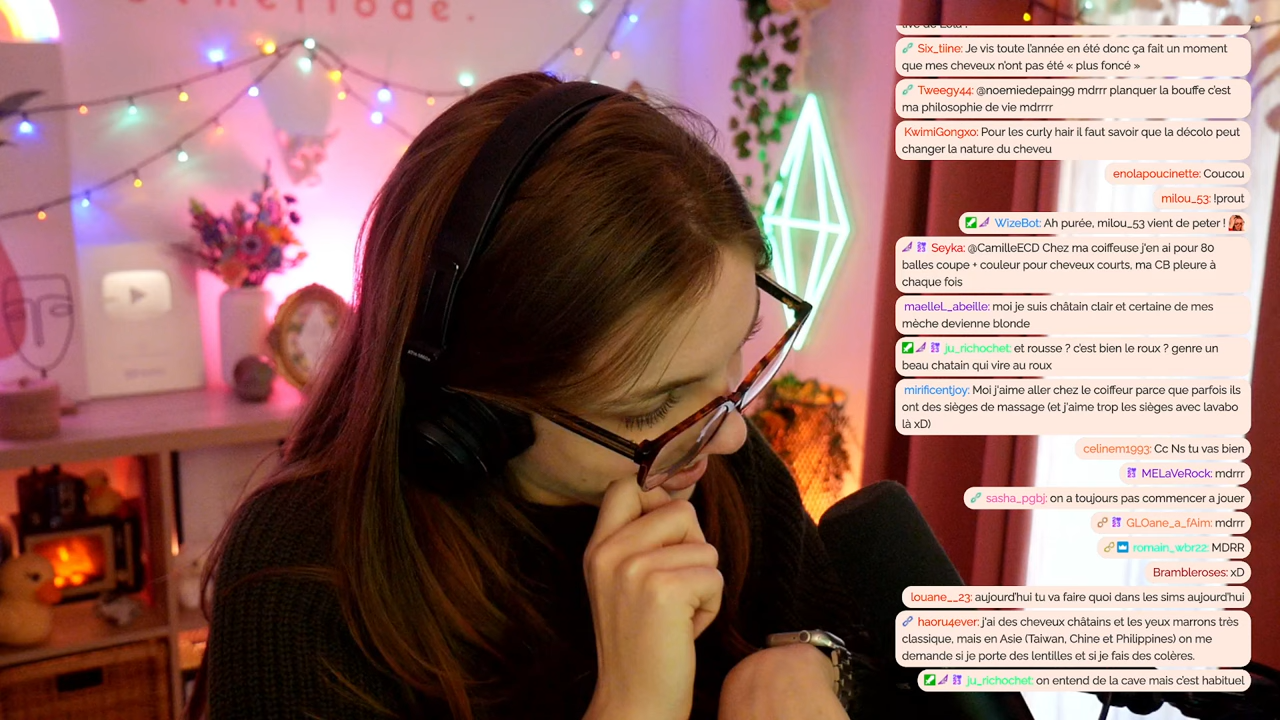 live de Lola !
Six_tiine: Je vis toute l'année en été donc ça fait un moment
que mes cheveux n'ont pas été « plus foncé »
Tweegy44: @noemiedepain99 mdrrr planquer la bouffe c'est
ma philosophie de vie mdrrrr
KwimiGongxo: Pour les curly hair il faut savoir que la décolo peut
changer la nature du cheveu
enolapoucinette: Coucou
milou_53: !prout
WizeBot: Ah purée, milou_53 vient de peter !
Seyka: @CamilleECD Chez ma coiffeuse j'en ai pour 80
balles coupe + couleur pour cheveux courts, ma CB pleure à
chaque fois
maelleL_abeille: moi je suis châtain clair et certaine de mes
mèche devienne blonde
ju_richochet: et rousse ? c'est bien le roux ? genre un
beau chatain qui vire au roux
mirificentjoy: Moi j'aime aller chez le coiffeur parce que parfois ils
ont des sièges de massage (et j'aime trop les sièges avec lavabo
là xD)
celinem1993: Cc Ns tu vas bien
MELaVeRock: mdrrr
sasha_pgbj: on a toujours pas commencer a jouer
GLOane_a_fAim: mdrrr
romain_wbr22: MDRR
Brambleroses: xD
louane__23: aujourd'hui tu va faire quoi dans les sims aujourd'hui
haoru4ever: j'ai des cheveux châtains et les yeux marrons très
classique, mais en Asie (Taiwan, Chine et Philippines) on me
demande si je porte des lentilles et si je fais des colères.
ju_richochet: on entend de la cave mais c'est habituel